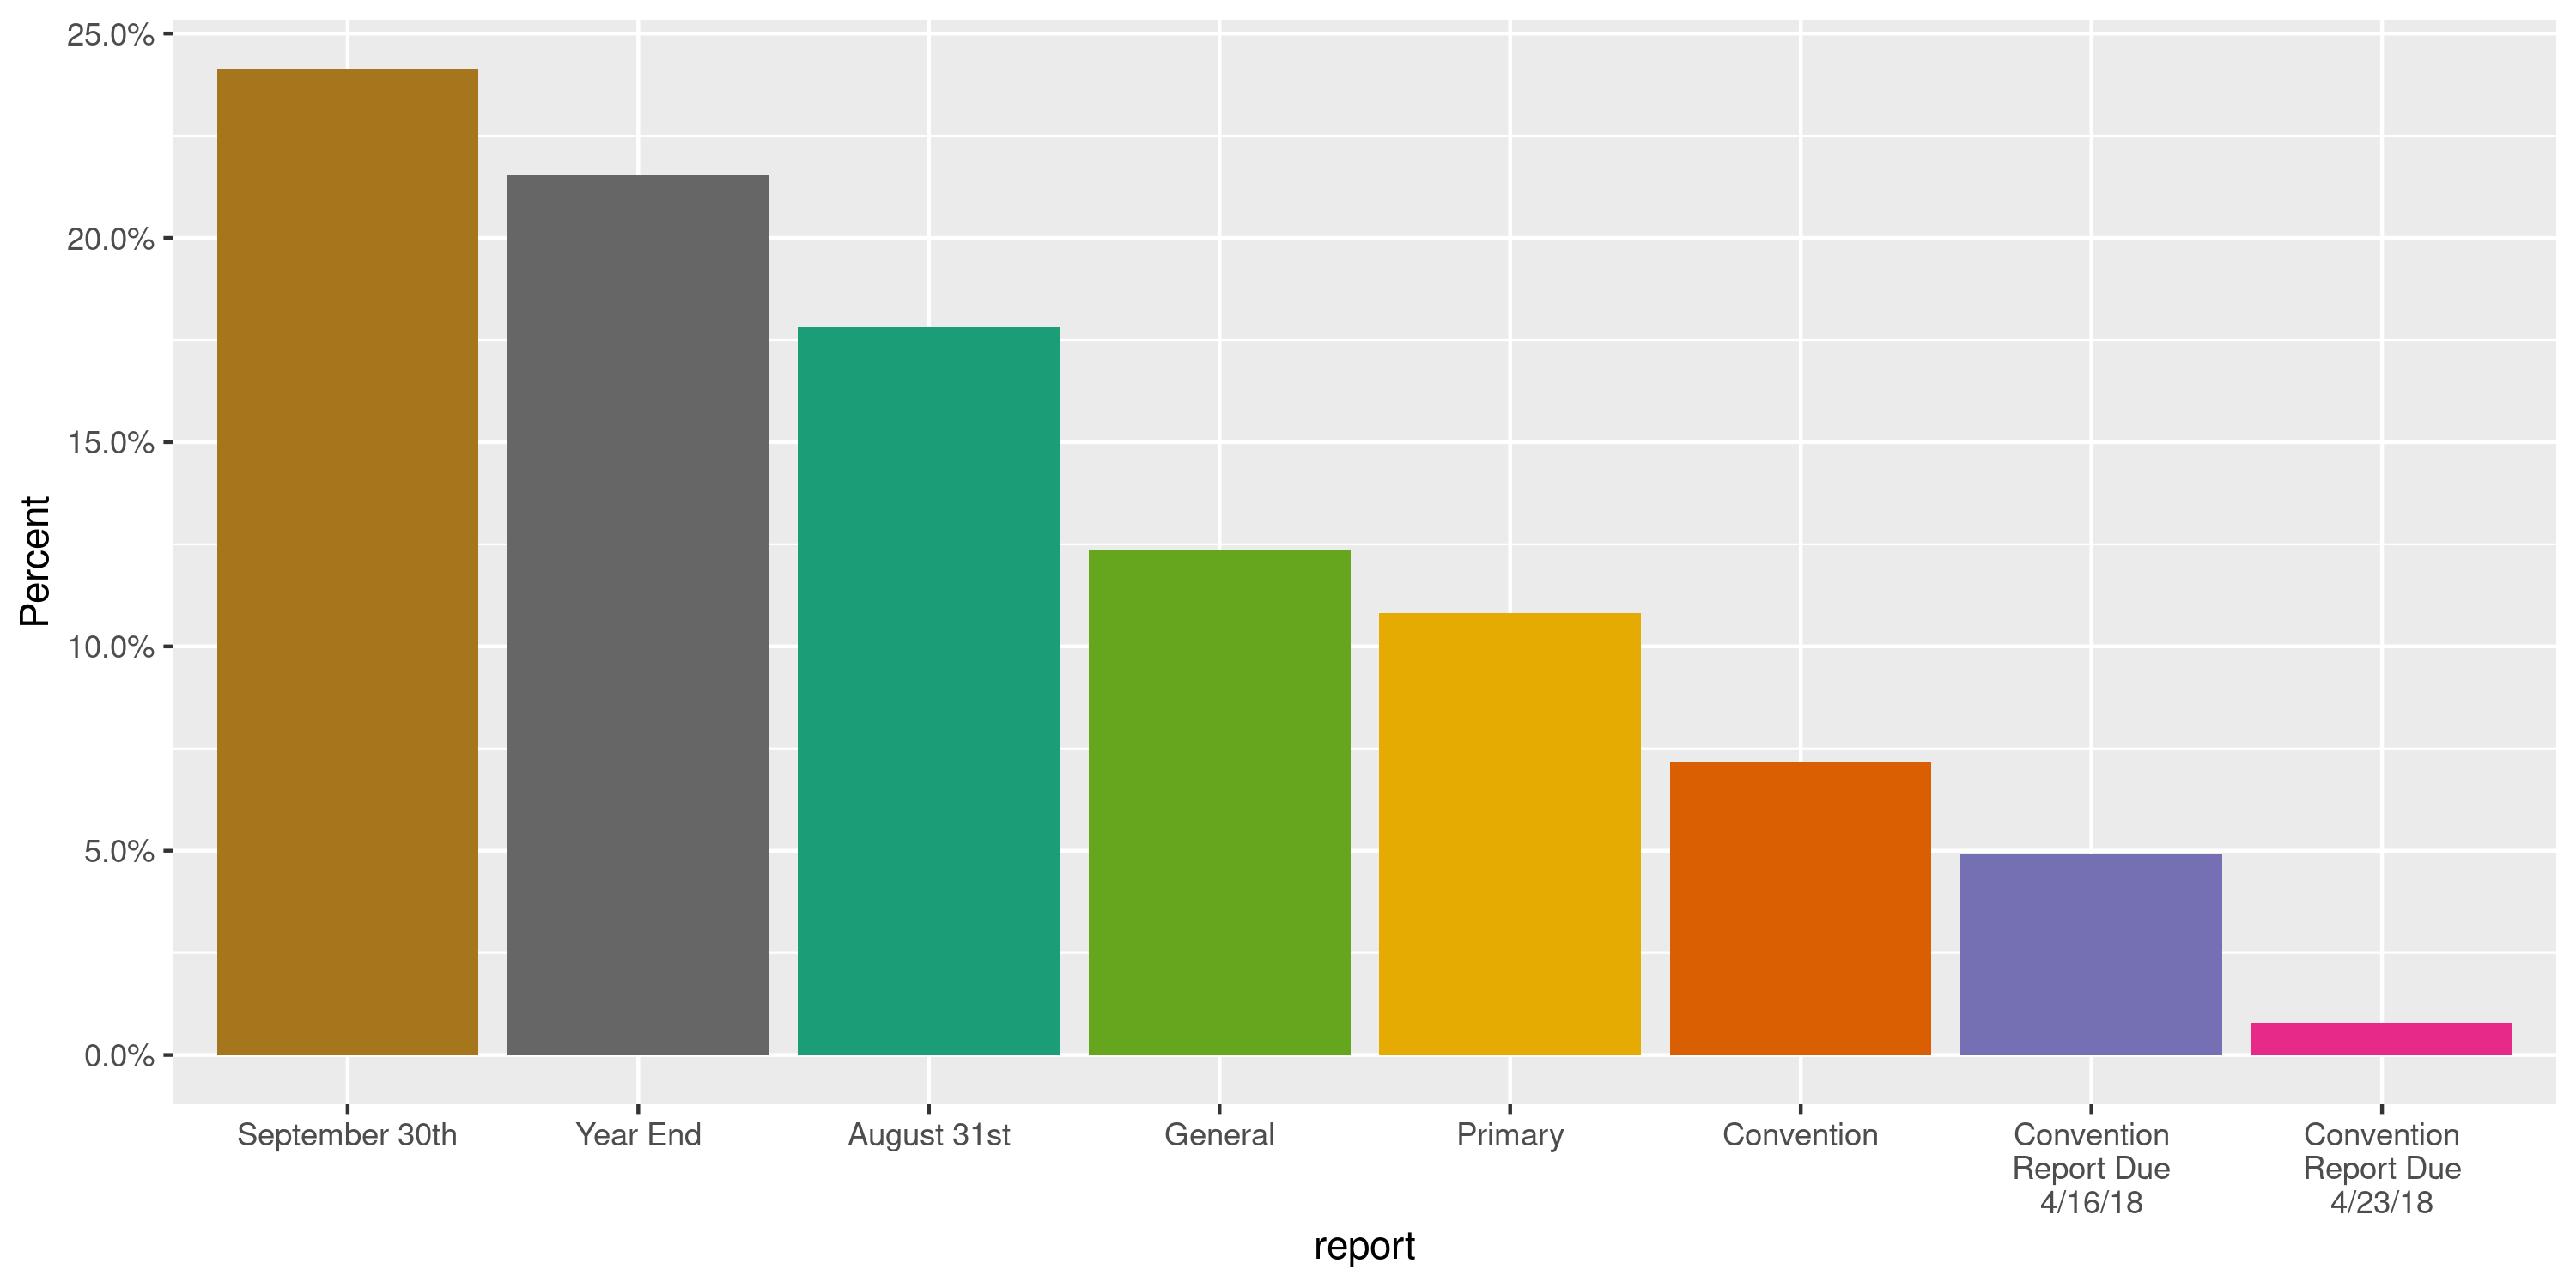 25.0%
20.0%
15.0%
10.0%
5.0%
0.0%
Percent
September 30th
Year End
August 31st
General
Primary
Convention
Convention
Report Due
4/16/18
Convention
Report Due
4/23/18
report